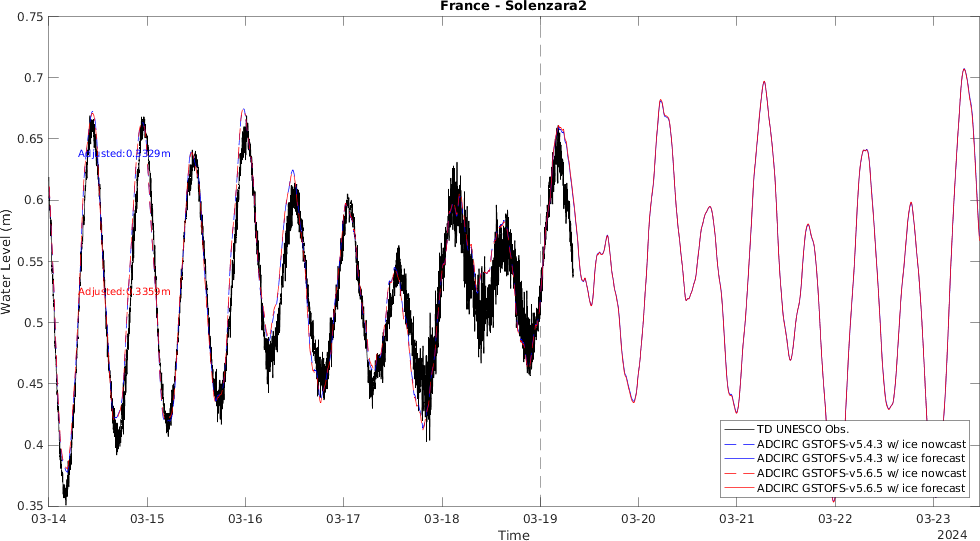 France - Solenzara2
0.75
0.7
0.65
0.6
0.55
0.5
0.45
0.4
0.35
Water Level (m)
Adjusted:0.3329m
Adjusted:0.3359m
TD UNESCO Obs.
ADCIRC GSTOFS-v5.4.3 w/ ice nowcast
ADCIRC GSTOFS-v5.4.3 w/ ice forecast
ADCIRC GSTOFS-v5.6.5 w/ ice nowcast
ADCIRC GSTOFS-v5.6.5 w/ ice forecast
03-14 03-15 03-16 03-17 03-18 03-19 03-20 03-21 03-22 03-23
Time
2024